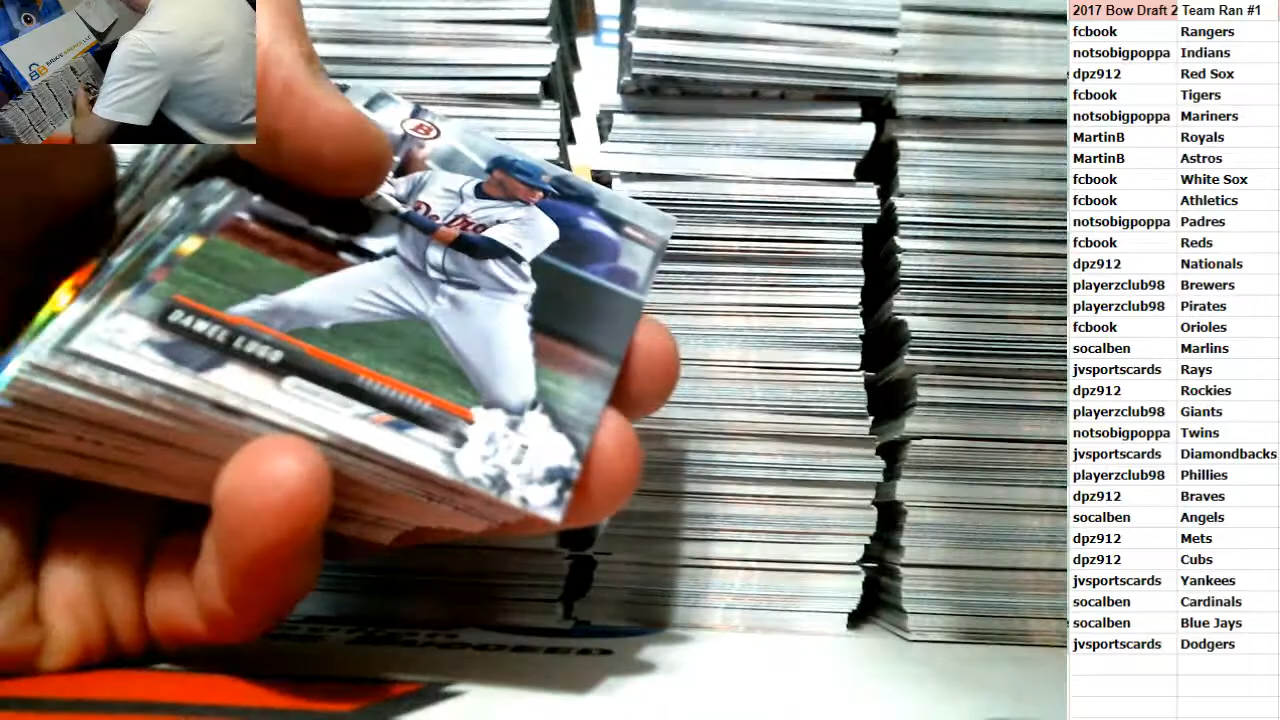 2017 Bow Draft 2 Team Ran #1
fcbook Rangers
notsobigpoppa Indians
dpz912 Red Sox
fcbook Tigers
notsobigpoppa Mariners
MartinB Royals
MartinB Astros
fcbook White Sox
fcbook Athletics
notsobigpoppa Padres
fcbook Reds
dpz912 Nationals
playerzclub98 Brewers
playerzclub98 Pirates
fcbook Orioles
socalben Marlins
jvsportscards Rays
dpz912 Rockies
playerzclub98 Giants
notsobigpoppa Twins
jvsportscards Diamondbacks
playerzclub98 Phillies
dpz912 Braves
socalben Angels
dpz912 Mets
dpz912 Cubs
jvsportscards Yankees
socalben Cardinals
socalben Blue Jays
jvsportscards Dodgers
B
Detroit
DAWEL LUGO